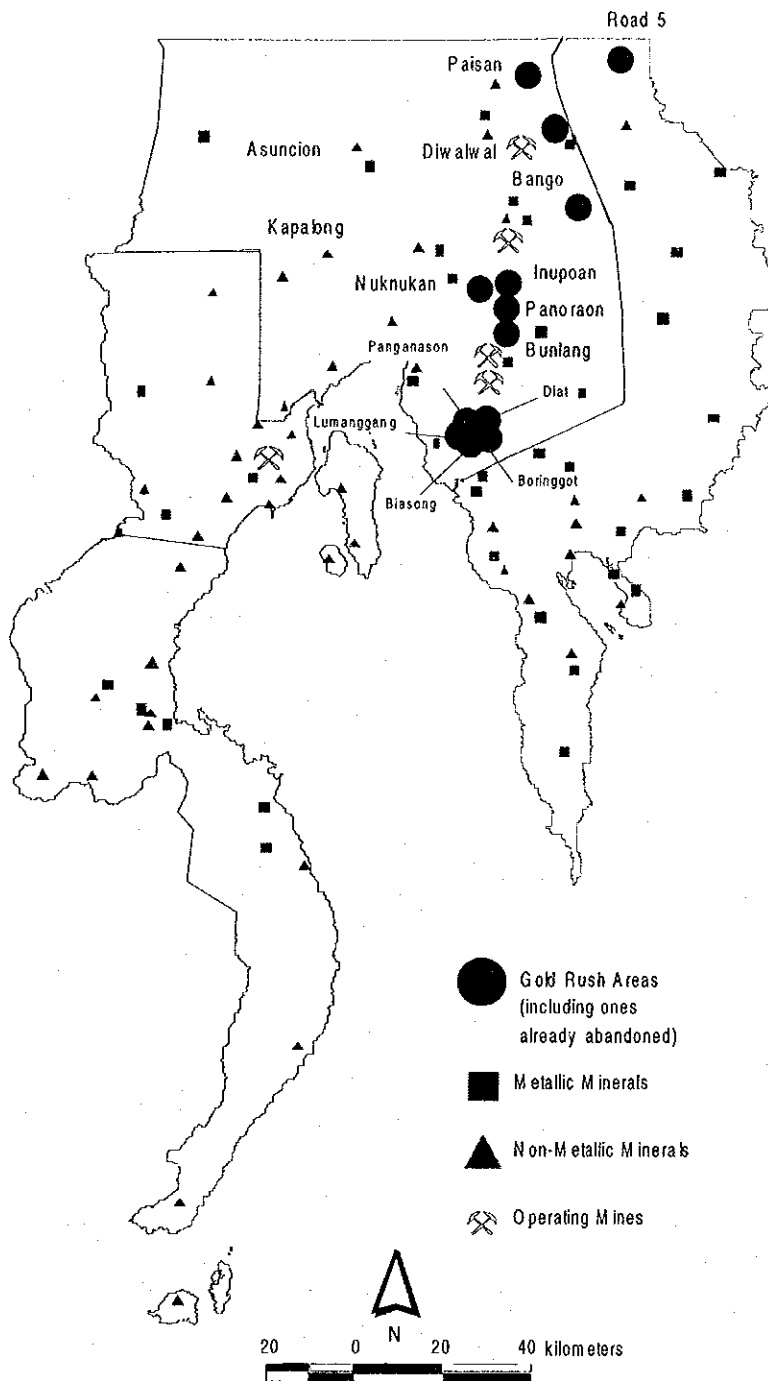 Road 5
Paisan
Asuncion
Diwalwal
Bango
Kapalong
Nuknukan
Inupoan
Panoraon
Bunlang
Panganason
Diat
Lumanggang
Boringgot
Biasong
Gold Rush Areas
(including ones
already abandoned)
Metallic Minerals
Non-Metallic Minerals
Operating Mines
N
20 0 20 40 kilometers